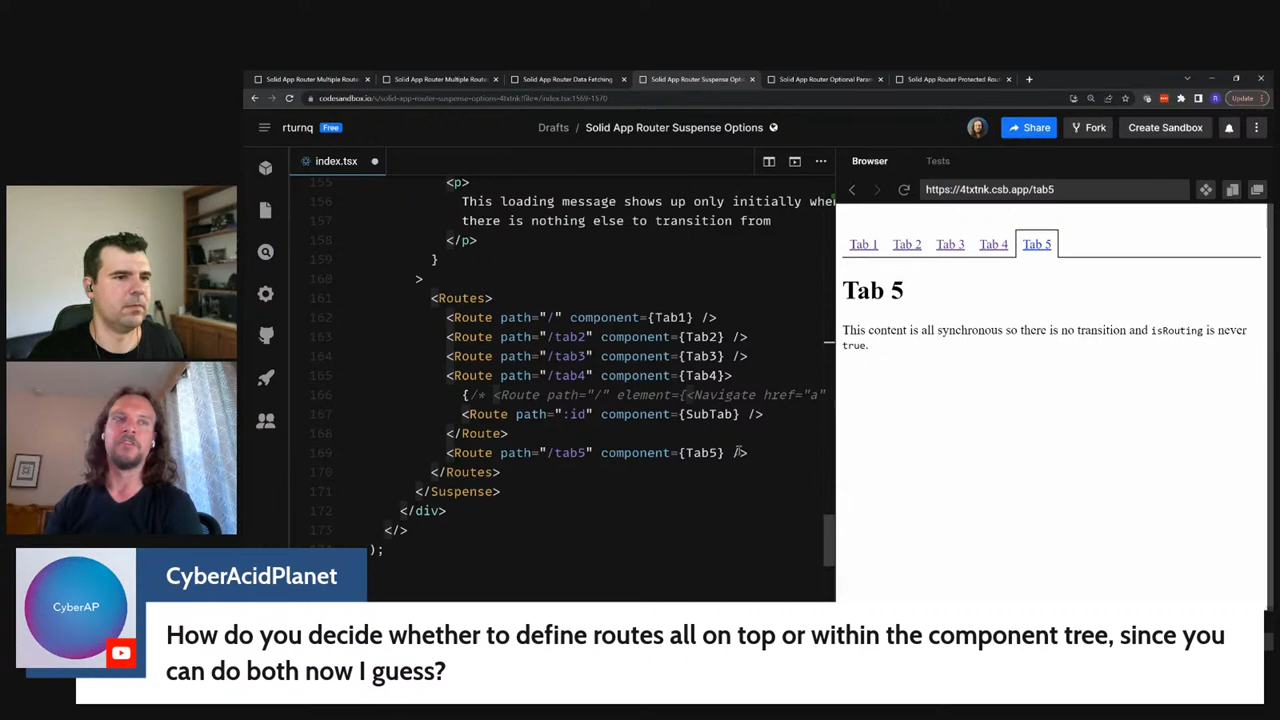 Solid App Router Multiple Route
Solid App Router Multiple Route
Solid App Router Data Fetching
Solid App Router Suspense Opti
Solid App Router Optional Para
Solid App Router Protected Rou
codesandbox.io/s/solid-app-router-suspense-options-4txtnk?file=/index.tsx:1569-1570
Update
rturnq Free
Drafts / Solid App Router Suspense Options
Share
Fork
Create Sandbox
index.tsx
Browser
Tests
https://4txtnk.csb.app/tab5
155 <p>
156 This loading message shows up only initially whe
157 there is nothing else to transition from
158 </p>
159 }
160 >
161 <Routes>
162 <Route path="/" component={Tab1} />
163 <Route path="/tab2" component={Tab2} />
164 <Route path="/tab3" component={Tab3} />
165 <Route path="/tab4" component={Tab4}>
166 {/* <Route path="/" element={<Navigate href="a"
167 <Route path=":id" component={SubTab} />
168 </Route>
169 <Route path="/tab5" component={Tab5} />
170 </Routes>
171 </Suspense>
172 </div>
173 </>
);
Tab 1 Tab 2 Tab 3 Tab 4 Tab 5
Tab 5
This content is all synchronous so there is no transition and isRouting is never
true.
CyberAP
CyberAcidPlanet
How do you decide whether to define routes all on top or within the component tree, since you
can do both now I guess?